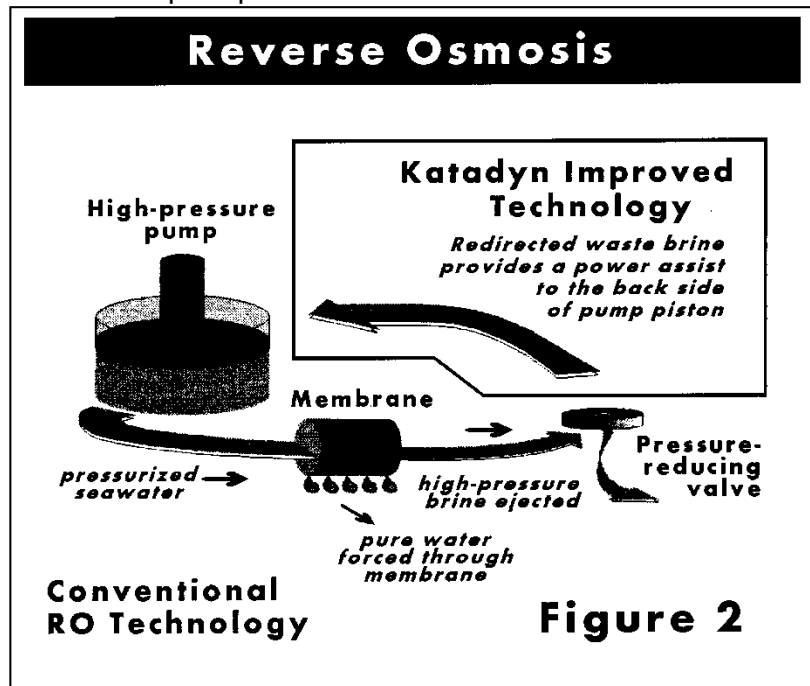 Reverse Osmosis
Katadyn Improved
Technology
Redirected waste brine
provides a power assist
to the back side
of pump piston
High-pressure
pump
Membrane
pressurized
seawater
high-pressure
brine ejected
Pressure-
reducing
valve
pure water
forced through
membrane
Conventional
RO Technology
Figure 2